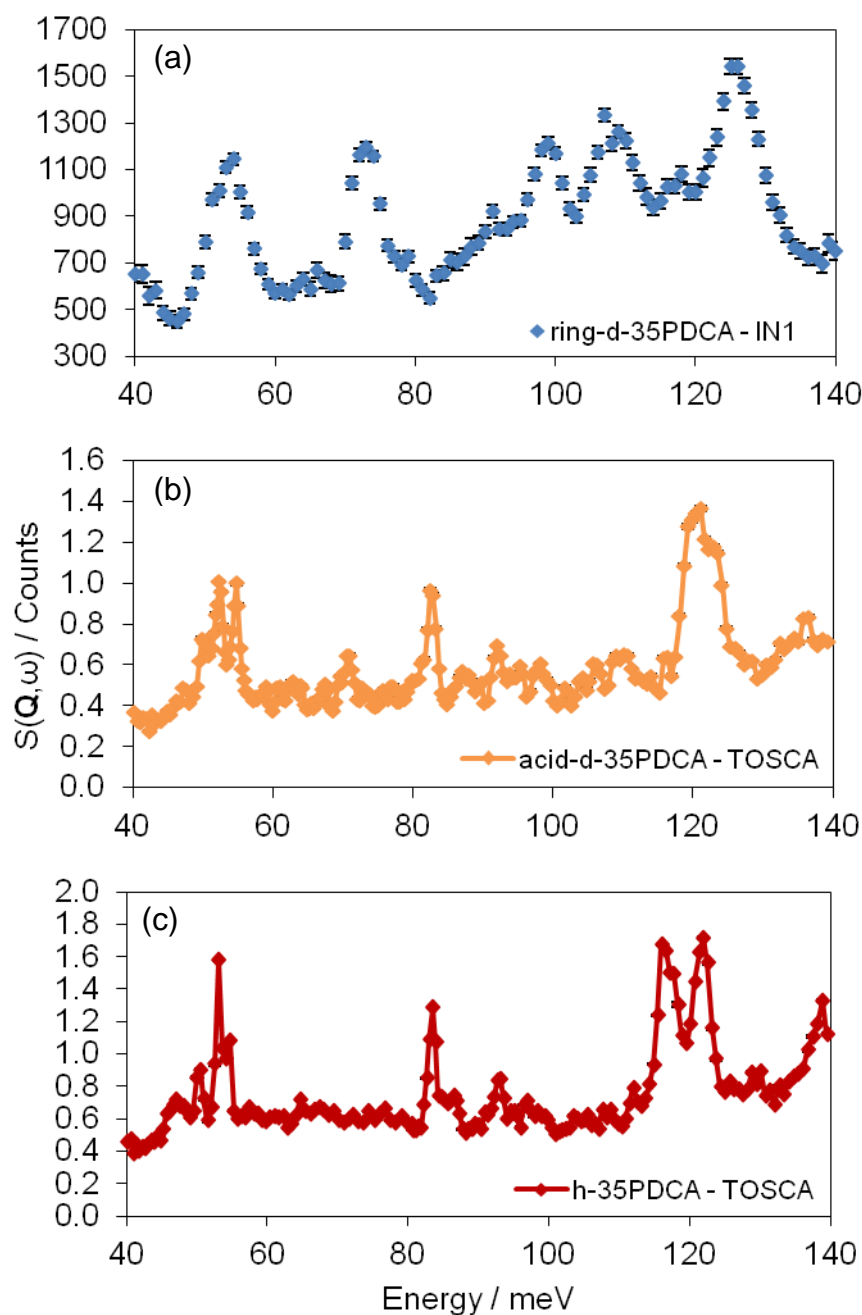 (a)
1700
1500
1300
1100
900
700
500
300
ring-d-35PDCA - IN1
40 60 80 100 120 140
(b)
1.6
1.4
1.2
1.0
0.8
0.6
0.4
0.2
0.0
S(Q,ω) / Counts
acid-d-35PDCA - TOSCA
40 60 80 100 120 140
(c)
2.0
1.8
1.6
1.4
1.2
1.0
0.8
0.6
0.4
0.2
0.0
h-35PDCA - TOSCA
40 60 80 100 120 140
Energy / meV